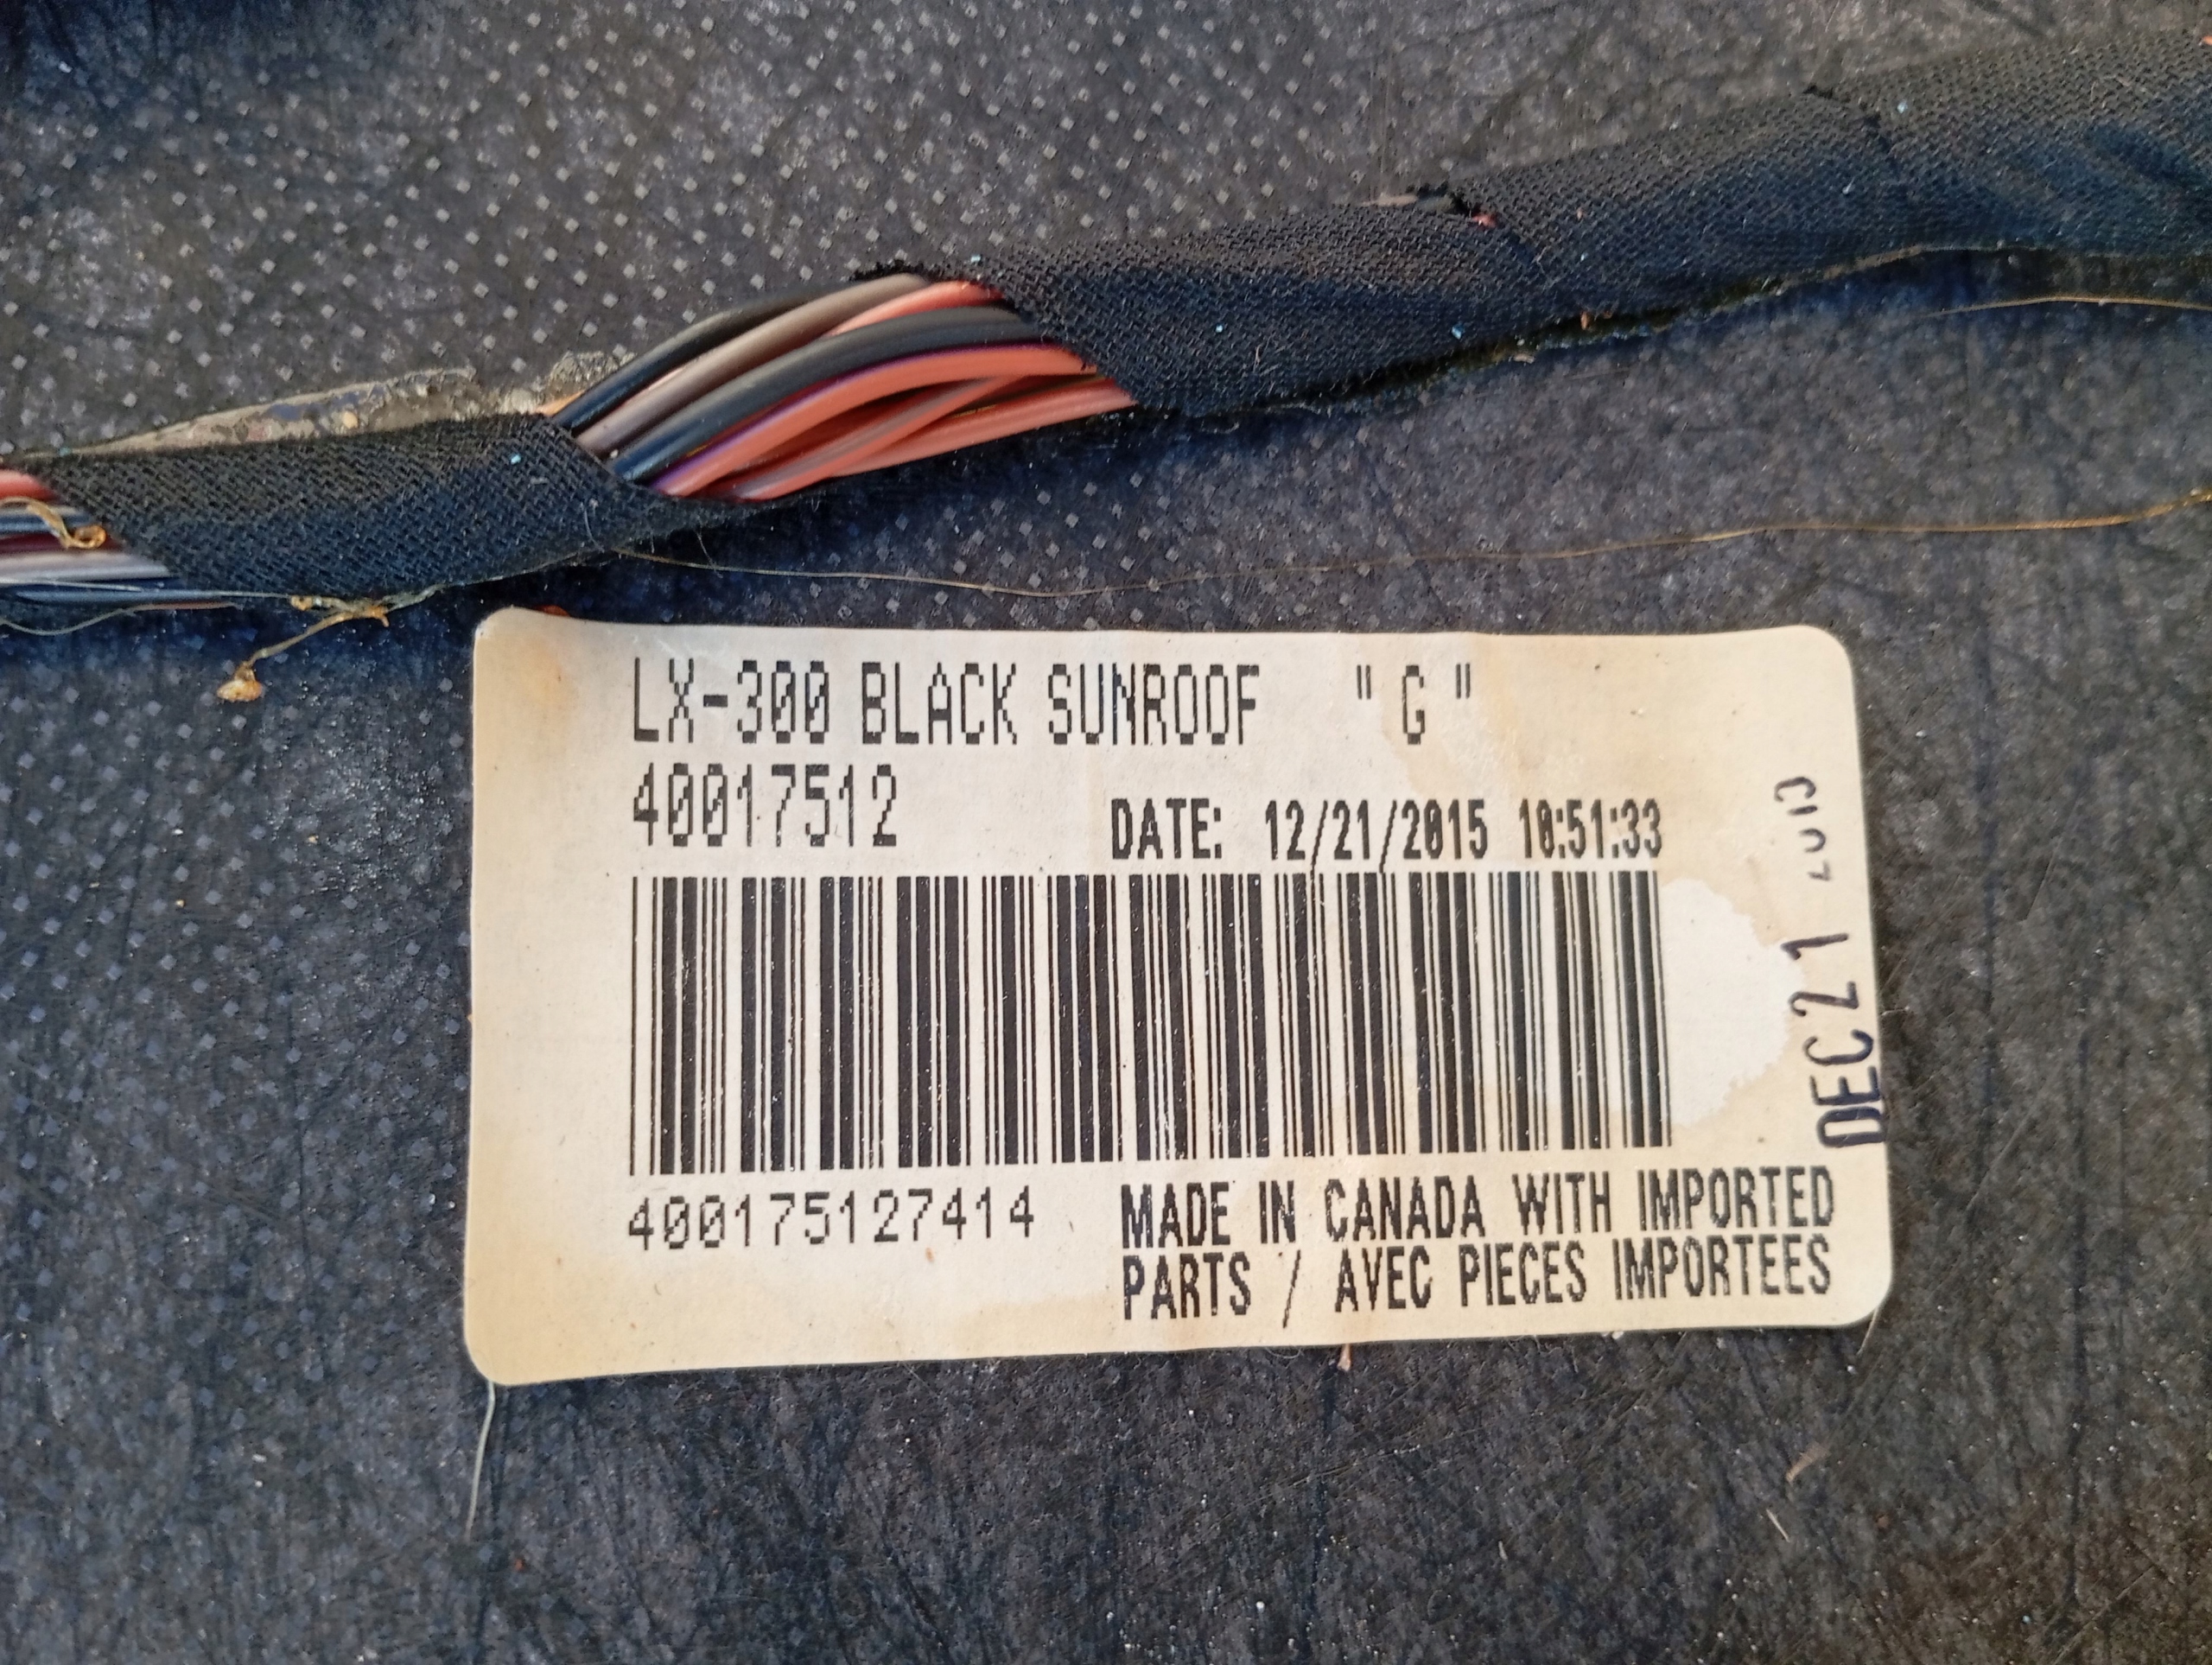 LX-300 BLACK SUNROOF " G "
40017512
DATE: 12/21/2015 10:51:33
400175127414
MADE IN CANADA WITH IMPORTED
PARTS / AVEC PIECES IMPORTEES
DEC 21